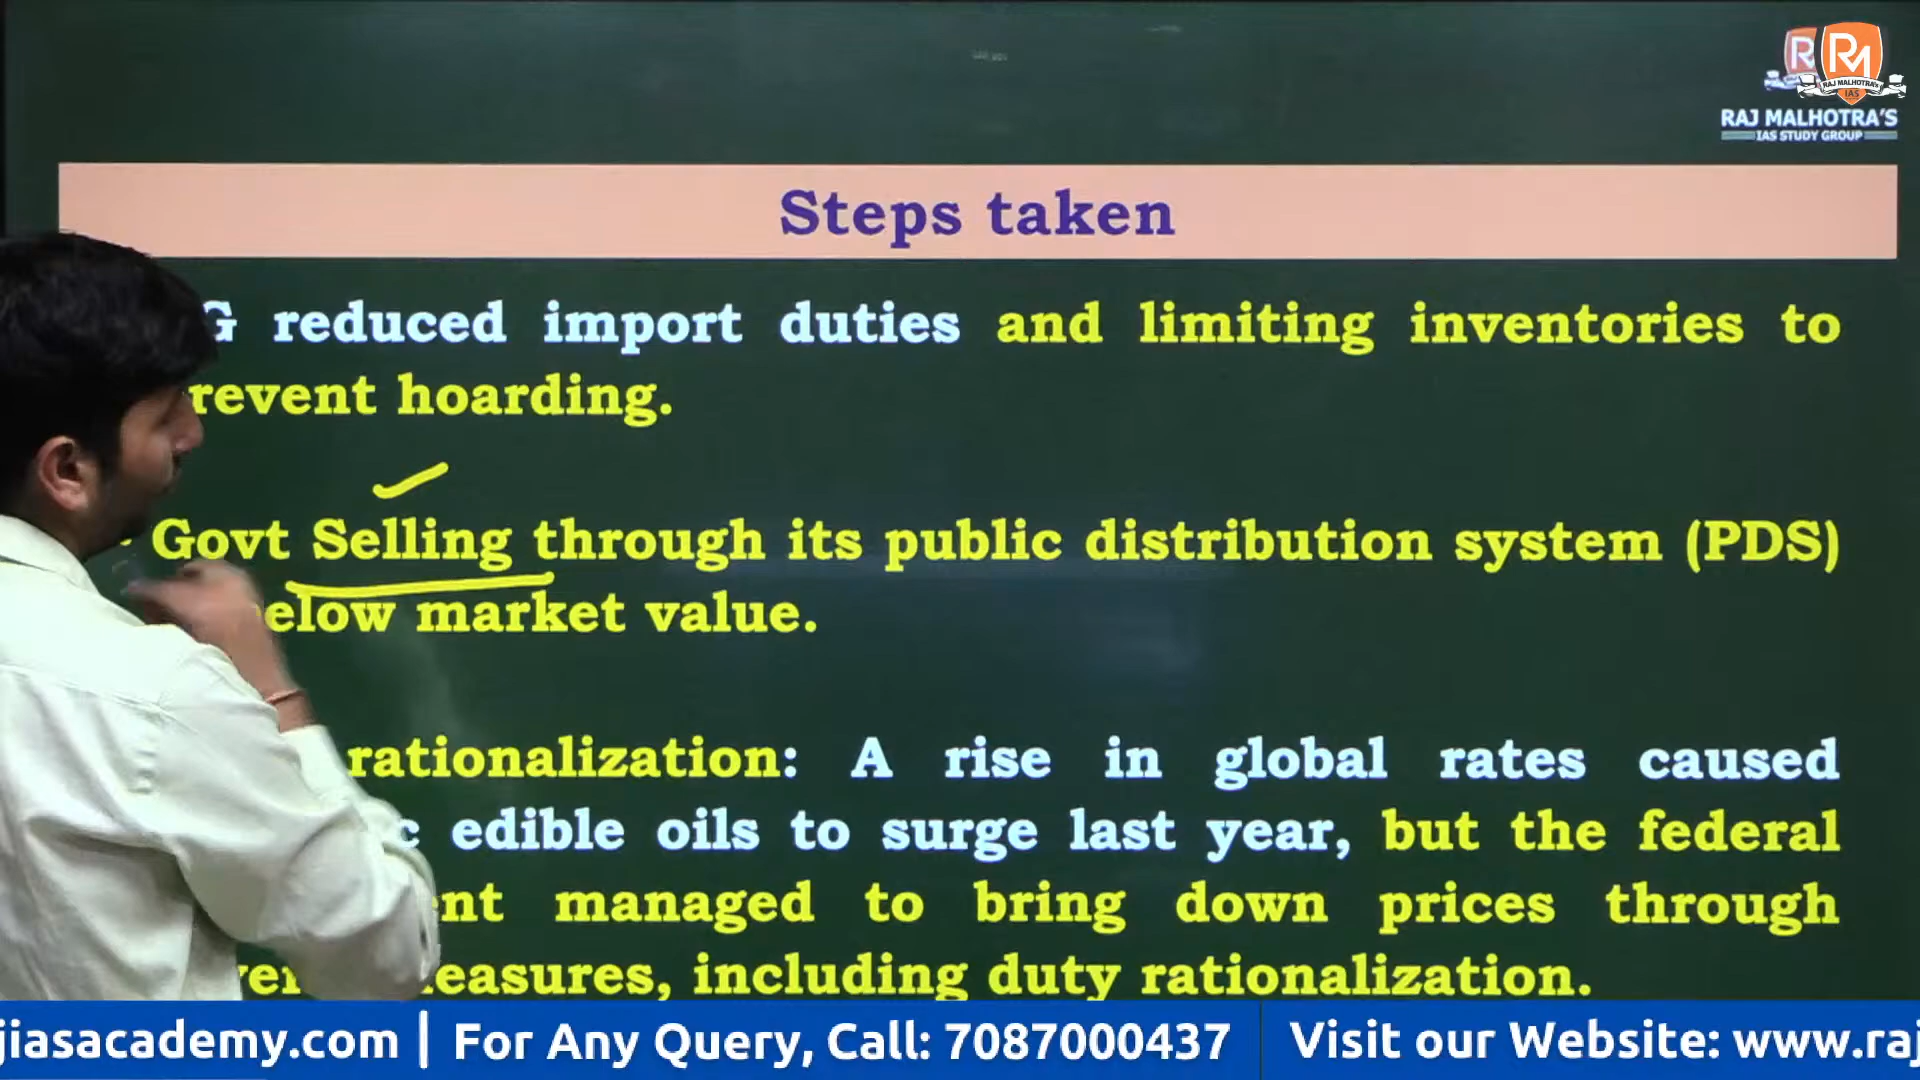 RAJ MALHOTRA's
IAS
RAJ MALHOTRA'S
IAS STUDY GROUP
Steps taken
G reduced import duties and limiting inventories to
revent hoarding.
Govt Selling through its public distribution system (PDS)
elow market value.
rationalization: A rise in global rates caused
c edible oils to surge last year, but the federal
nt managed to bring down prices through
easures, including duty rationalization.
jiasacademy.com | For Any Query, Call: 7087000437 Visit our Website: www.raj